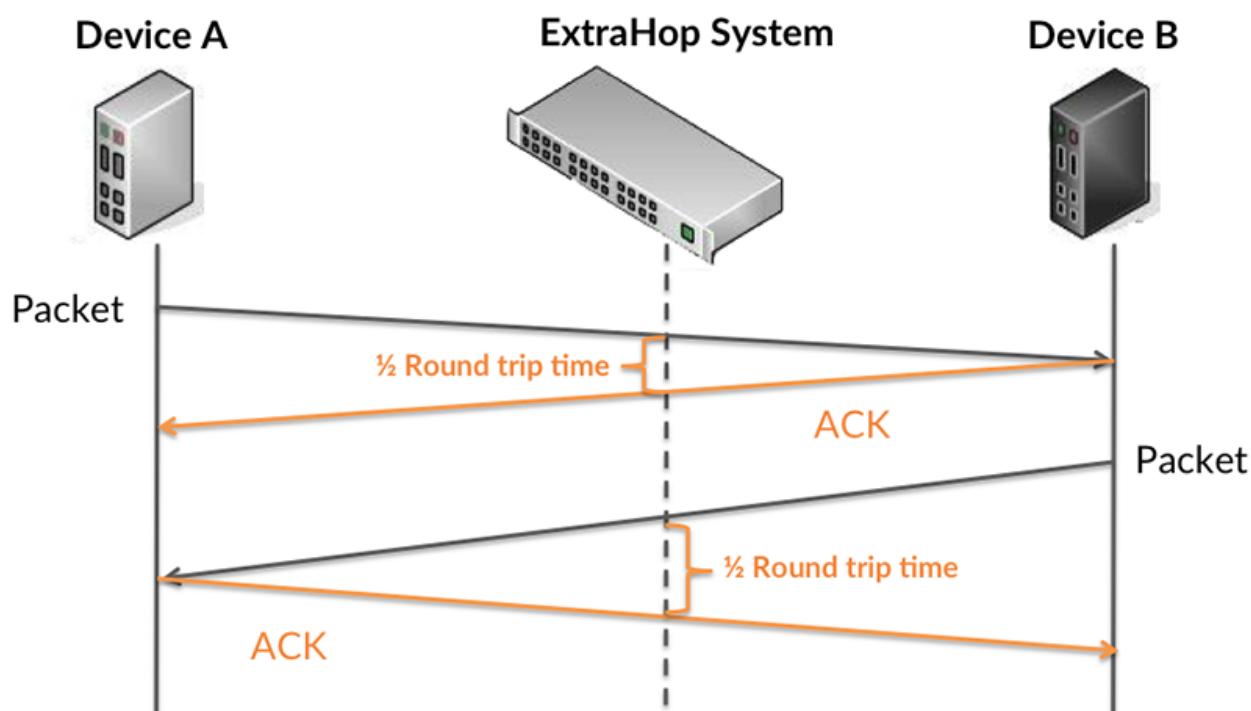 Device A
ExtraHop System
Device B
Packet
½ Round trip time
ACK
Packet
½ Round trip time
ACK